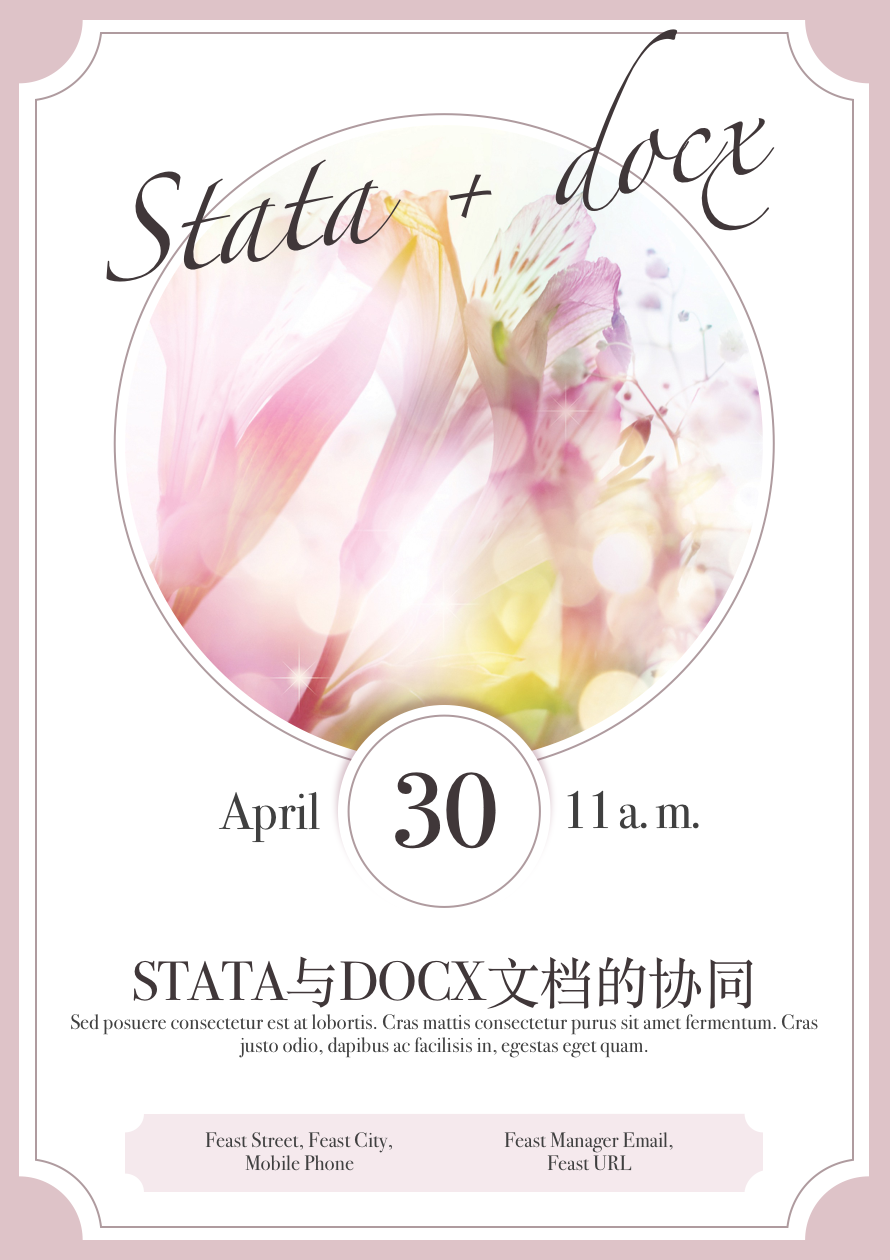 Stata + docx
April 30 11 a. m.
STATA与DOCX文档的协同
Sed posuere consectetur est at lobortis. Cras mattis consectetur purus sit amet fermentum. Cras
justo odio, dapibus ac facilisis in, egestas eget quam.
Feast Street, Feast City,
Mobile Phone
Feast Manager Email,
Feast URL